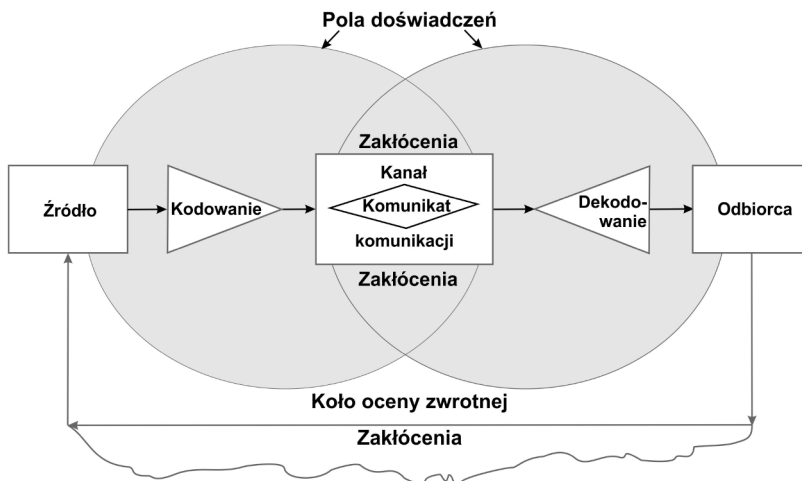 Pola doświadczeń
Zakłócenia
Źródło
Kodowanie
Kanał
Komunikat
komunikacji
Dekodo-
wanie
Odbiorca
Zakłócenia
Koło oceny zwrotnej
Zakłócenia